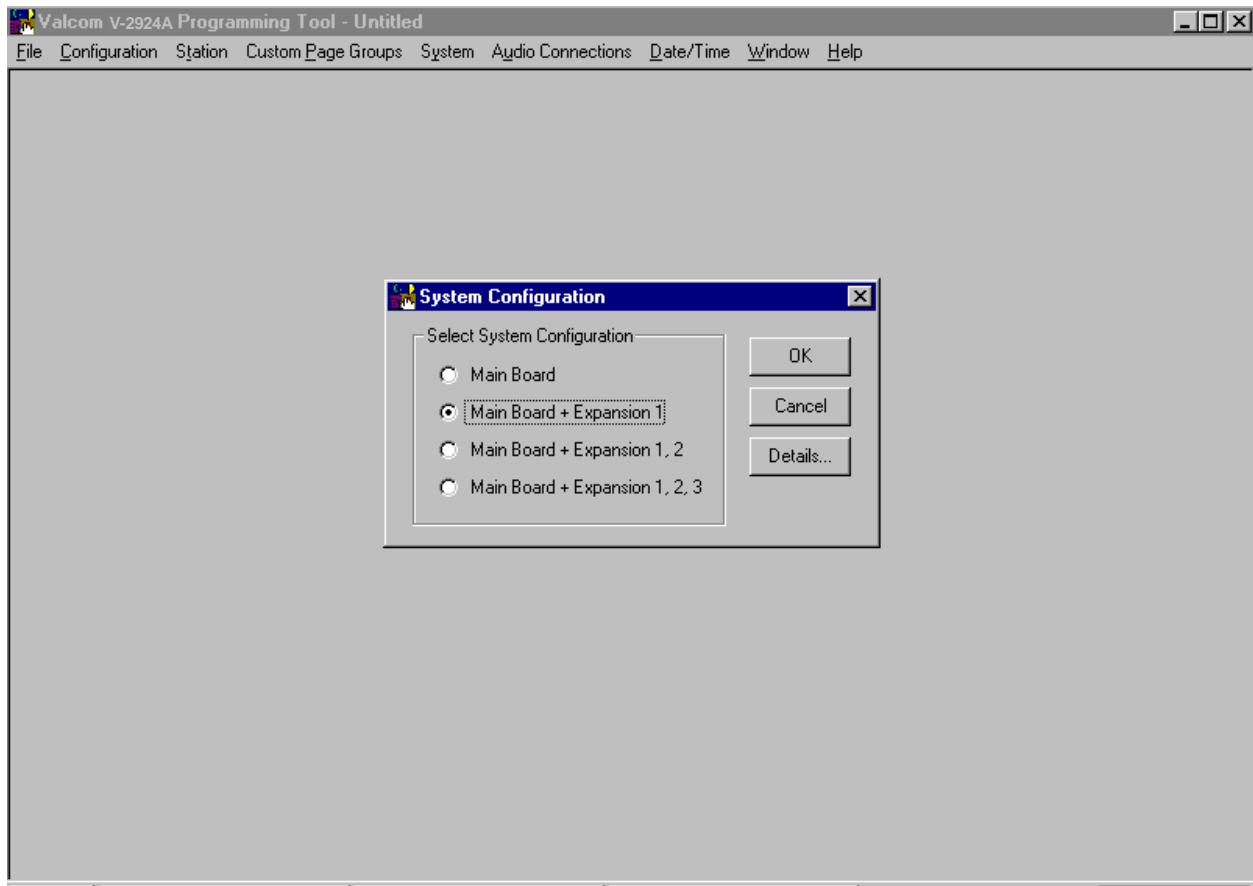 Valcom V-2924A Programming Tool - Untitled
File Configuration Station Custom Page Groups System Audio Connections Date/Time Window Help
System Configuration
Select System Configuration
Main Board
Main Board + Expansion 1
Main Board + Expansion 1, 2
Main Board + Expansion 1, 2, 3
OK
Cancel
Details...